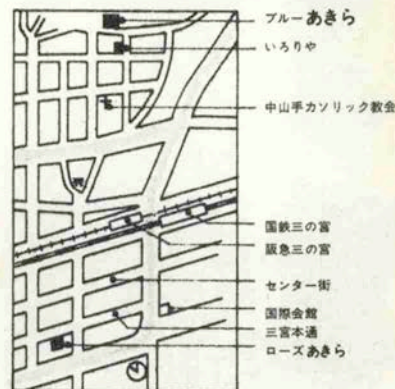 ブルーあきら
いろりや
中山手カソリック教会
国鉄三の宮
阪急三の宮
センター街
国際会館
三宮本通
ローズあきら